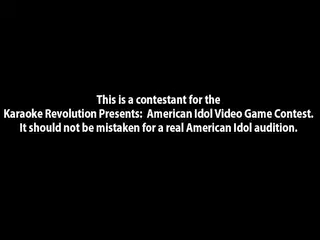 This is a contestant for the
Karaoke Revolution Presents:  American Idol Video Game Contest.
It should not be mistaken for a real American Idol audition.